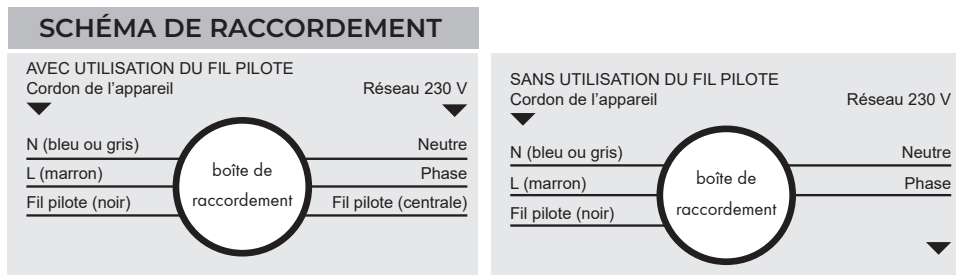 SCHÉMA DE RACCORDEMENT
AVEC UTILISATION DU FIL PILOTE
Cordon de l'appareil Réseau 230 V
N (bleu ou gris) Neutre
L (marron) Phase
Fil pilote (noir) Fil pilote (centrale)
boîte de
raccordement
SANS UTILISATION DU FIL PILOTE
Cordon de l'appareil Réseau 230 V
N (bleu ou gris) Neutre
L (marron) Phase
Fil pilote (noir)
boîte de
raccordement